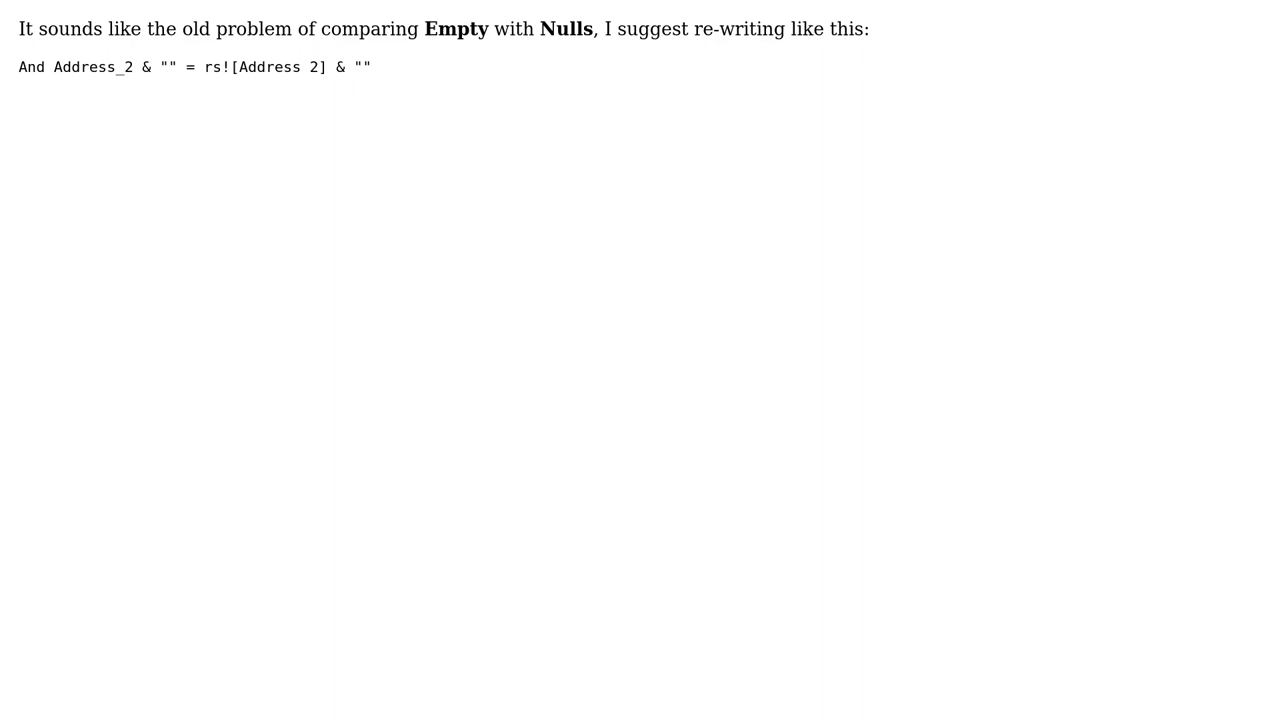 It sounds like the old problem of comparing Empty with Nulls, I suggest re-writing like this:
And Address_2 & "" = rs![Address 2] & ""